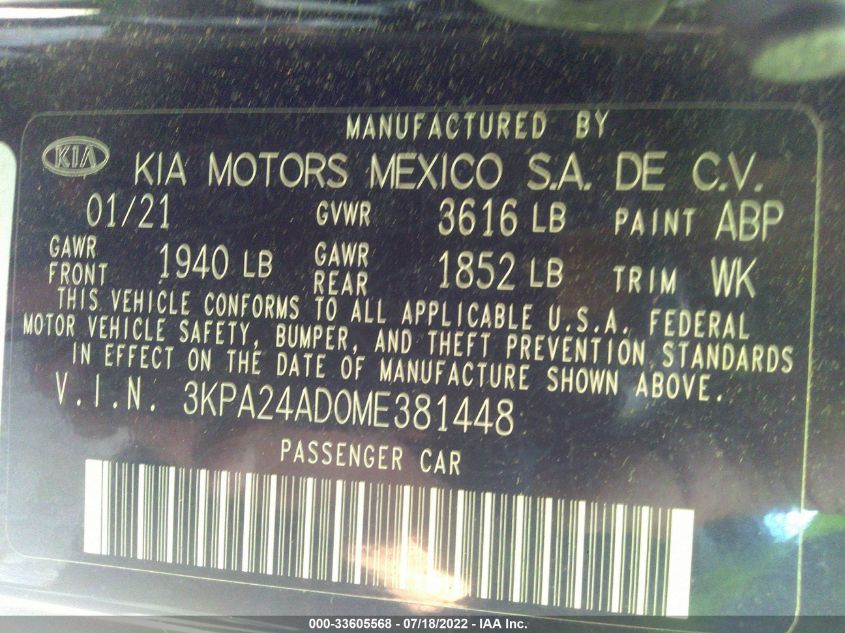 MANUFACTURED BY
KIA KIA MOTORS MEXICO S.A. DE C.V.
01/21 GVWR 3616 LB PAINT ABP
GAWR FRONT 1940 LB GAWR REAR 1852 LB TRIM WK
THIS VEHICLE CONFORMS TO ALL APPLICABLE U.S.A. FEDERAL
MOTOR VEHICLE SAFETY, BUMPER, AND THEFT PREVENTION STANDARDS
IN EFFECT ON THE DATE OF MANUFACTURE SHOWN ABOVE.
V.I.N. 3KPA24AD0ME381448
PASSENGER CAR
000-33605568 - 07/18/2022 - IAA Inc.